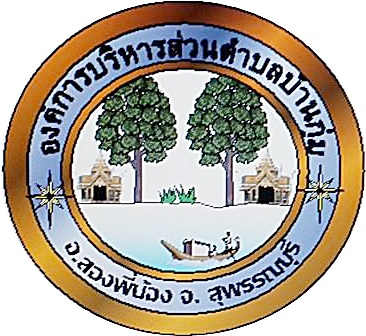 องค์การบริหารส่วนตำบลบ้านกุ่ม
อ.สองพี่น้อง จ. สุพรรณบุรี